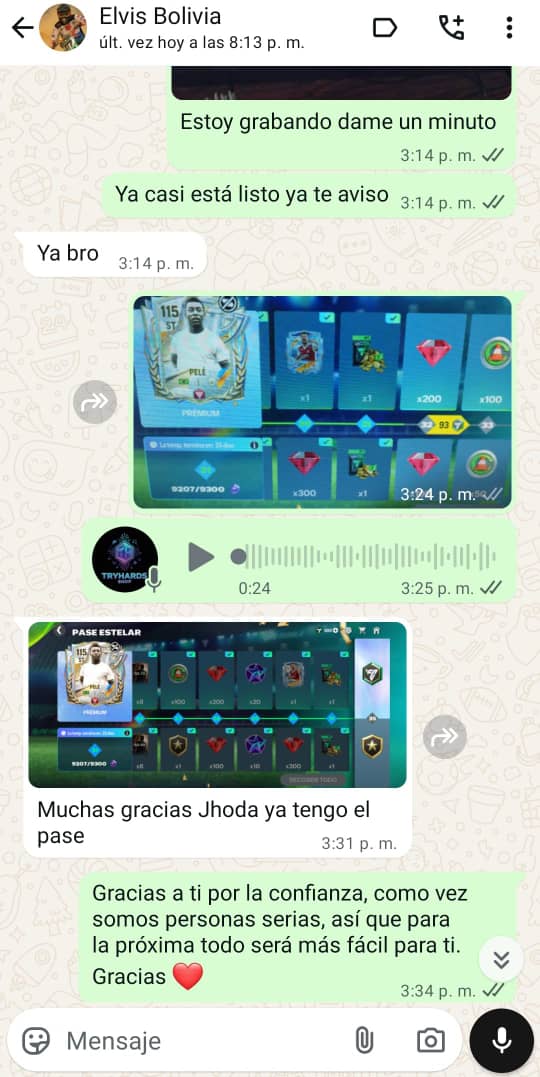 Elvis Bolivia
últ. vez hoy a las 8:13 p. m.
Estoy grabando dame un minuto
3:14 p. m.
Ya casi está listo ya te aviso
3:14 p. m.
Ya bro
3:14 p. m.
115
ST
PELÉ
PREMIUM
x1
x1
x200
x100
32
93
33
9207/9300
x300
x1
3:24 p. m.
TRYHARDS
0:24
3:25 p. m.
PASE ESTELAR
115
ST
PELÉ
PREMIUM
x100
x200
x20
x1
x1
9207/9300
x1
x100
x10
x300
x1
RECOGER TODO
Muchas gracias Jhoda ya tengo el
pase
3:31 p. m.
Gracias a ti por la confianza, como vez
somos personas serias, así que para
la próxima todo será más fácil para ti.
Gracias ❤️
3:34 p. m.
Mensaje